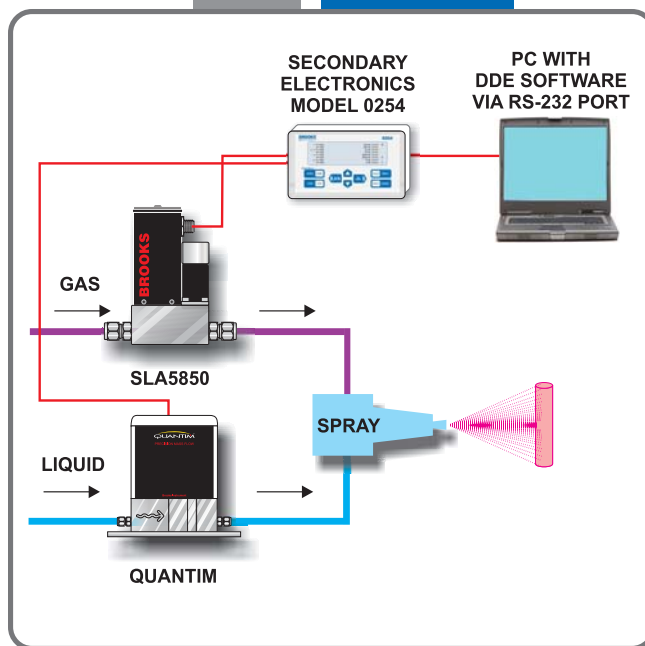 SECONDARY
ELECTRONICS
MODEL 0254
PC WITH
DDE SOFTWARE
VIA RS-232 PORT
BROOKS
GAS
SLA5850
SPRAY
QUANTIM
LIQUID
QUANTIM